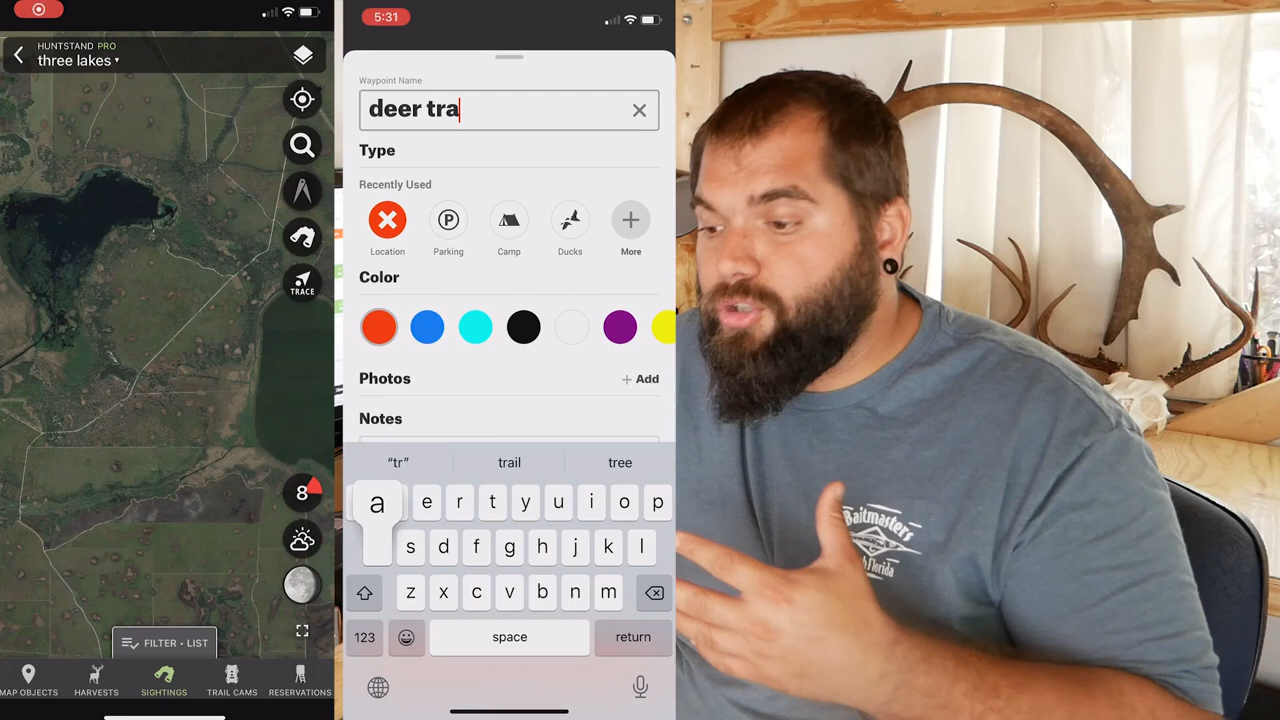 HUNTSTAND PRO
three lakes
TRACE
8
FILTER • LIST
MAP OBJECTS
HARVESTS
SIGHTINGS
TRAIL CAMS
RESERVATIONS
5:31
Waypoint Name
deer tra
Type
Recently Used
Location
P
Parking
Camp
Ducks
More
Color
Photos
+ Add
Notes
“tr” trail tree
a e r t y u i o p
s d f g h j k l
z x c v b n m
123 space return
Baitmasters
Florida